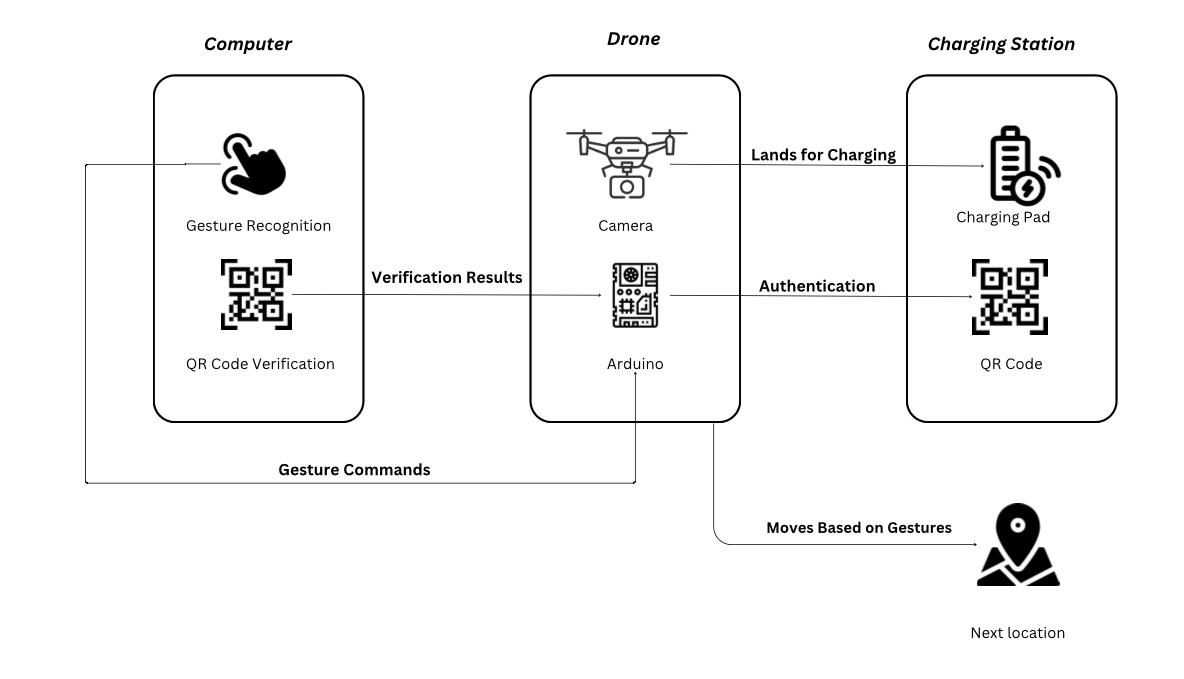 Computer
Drone
Charging Station
Lands for Charging
Gesture Recognition
Camera
Charging Pad
Verification Results
Authentication
QR Code Verification
Arduino
QR Code
Gesture Commands
Moves Based on Gestures
Next location